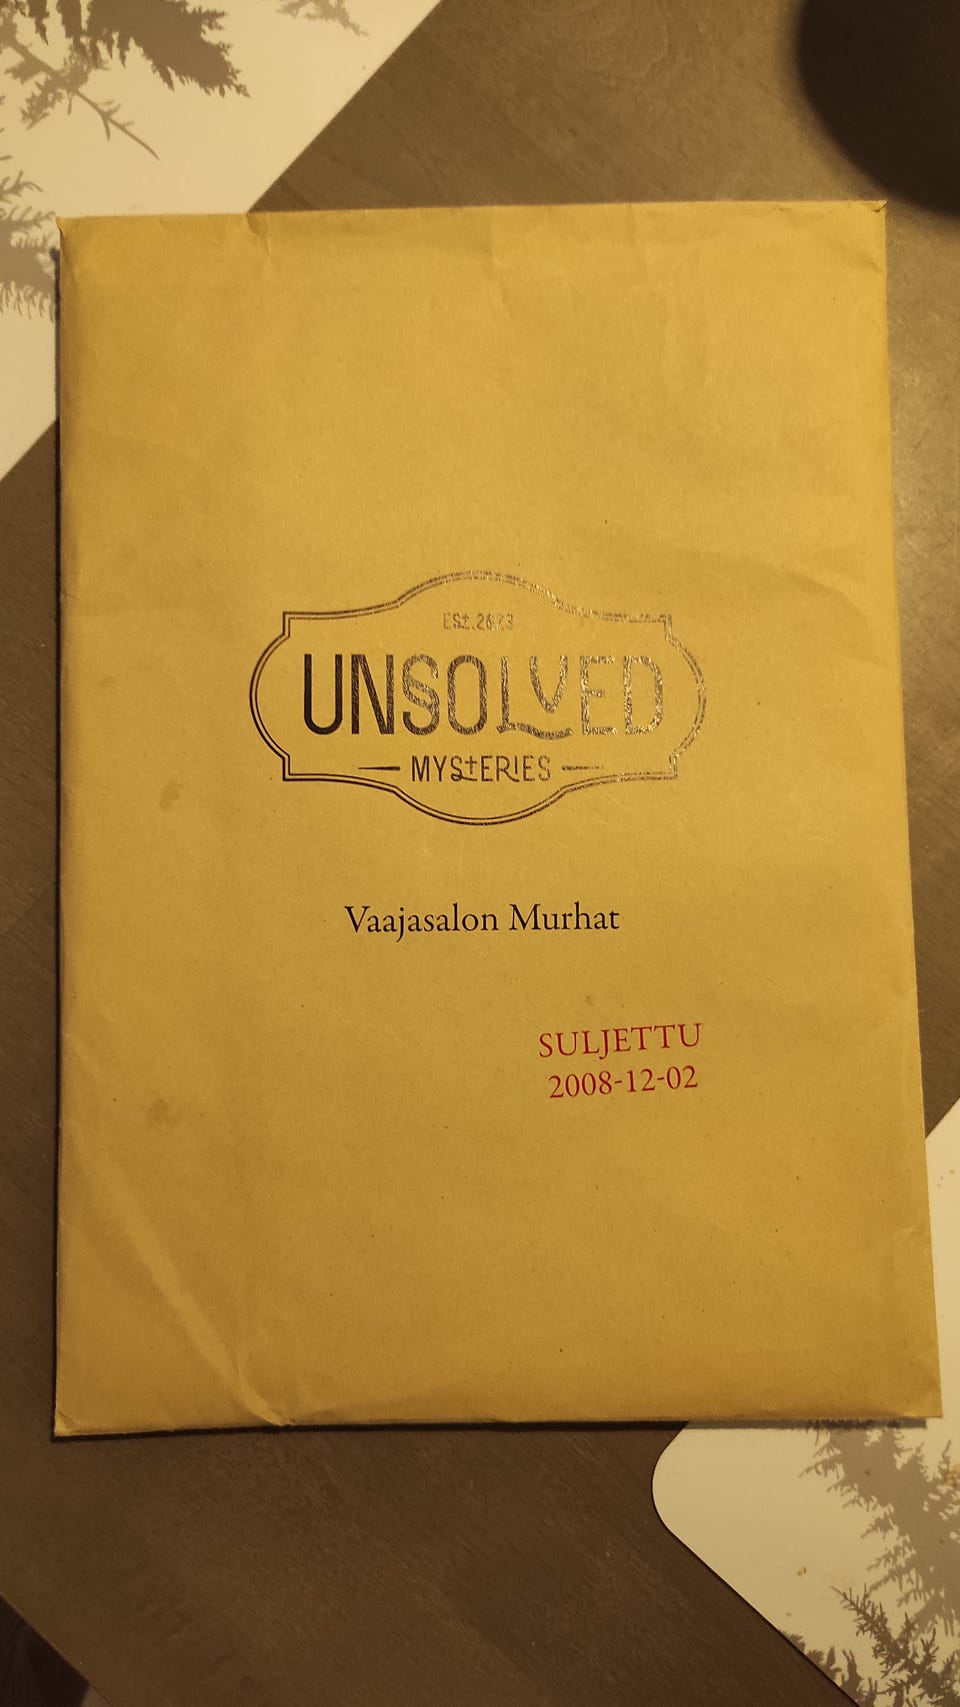 EST. 2023
UNSOLVED
MYSTERIES
Vaajasalon Murhat
SULJETTU
2008-12-02